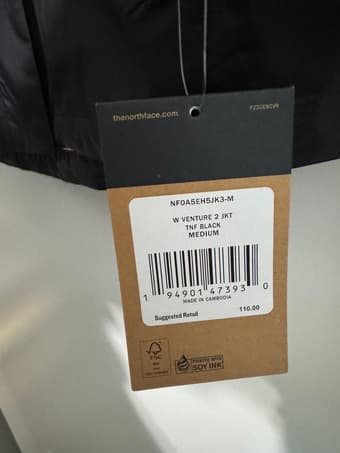 thenorthface.com
NF0A5EH5JK3-M
W VENTURE 2 JKT
TNF BLACK
MEDIUM
1 94901 47393 0
MADE IN CAMBODIA
Suggested Retail 110.00
FSC
PRINTED WITH
SOY INK